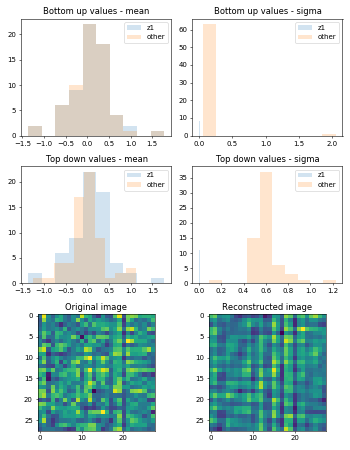 Bottom up values - mean
Bottom up values - sigma
z1
other
z1
other
20
15
10
5
0
60
50
40
30
20
10
0
−1.5 −1.0 −0.5 0.0 0.5 1.0 1.5
0.0 0.5 1.0 1.5 2.0
Top down values - mean
Top down values - sigma
z1
other
z1
other
20
15
10
5
0
35
30
25
20
15
10
5
0
−1.5 −1.0 −0.5 0.0 0.5 1.0 1.5
0.0 0.2 0.4 0.6 0.8 1.0 1.2
Original image
Reconstructed image
0
5
10
15
20
25
0
5
10
15
20
25
0 10 20
0 10 20